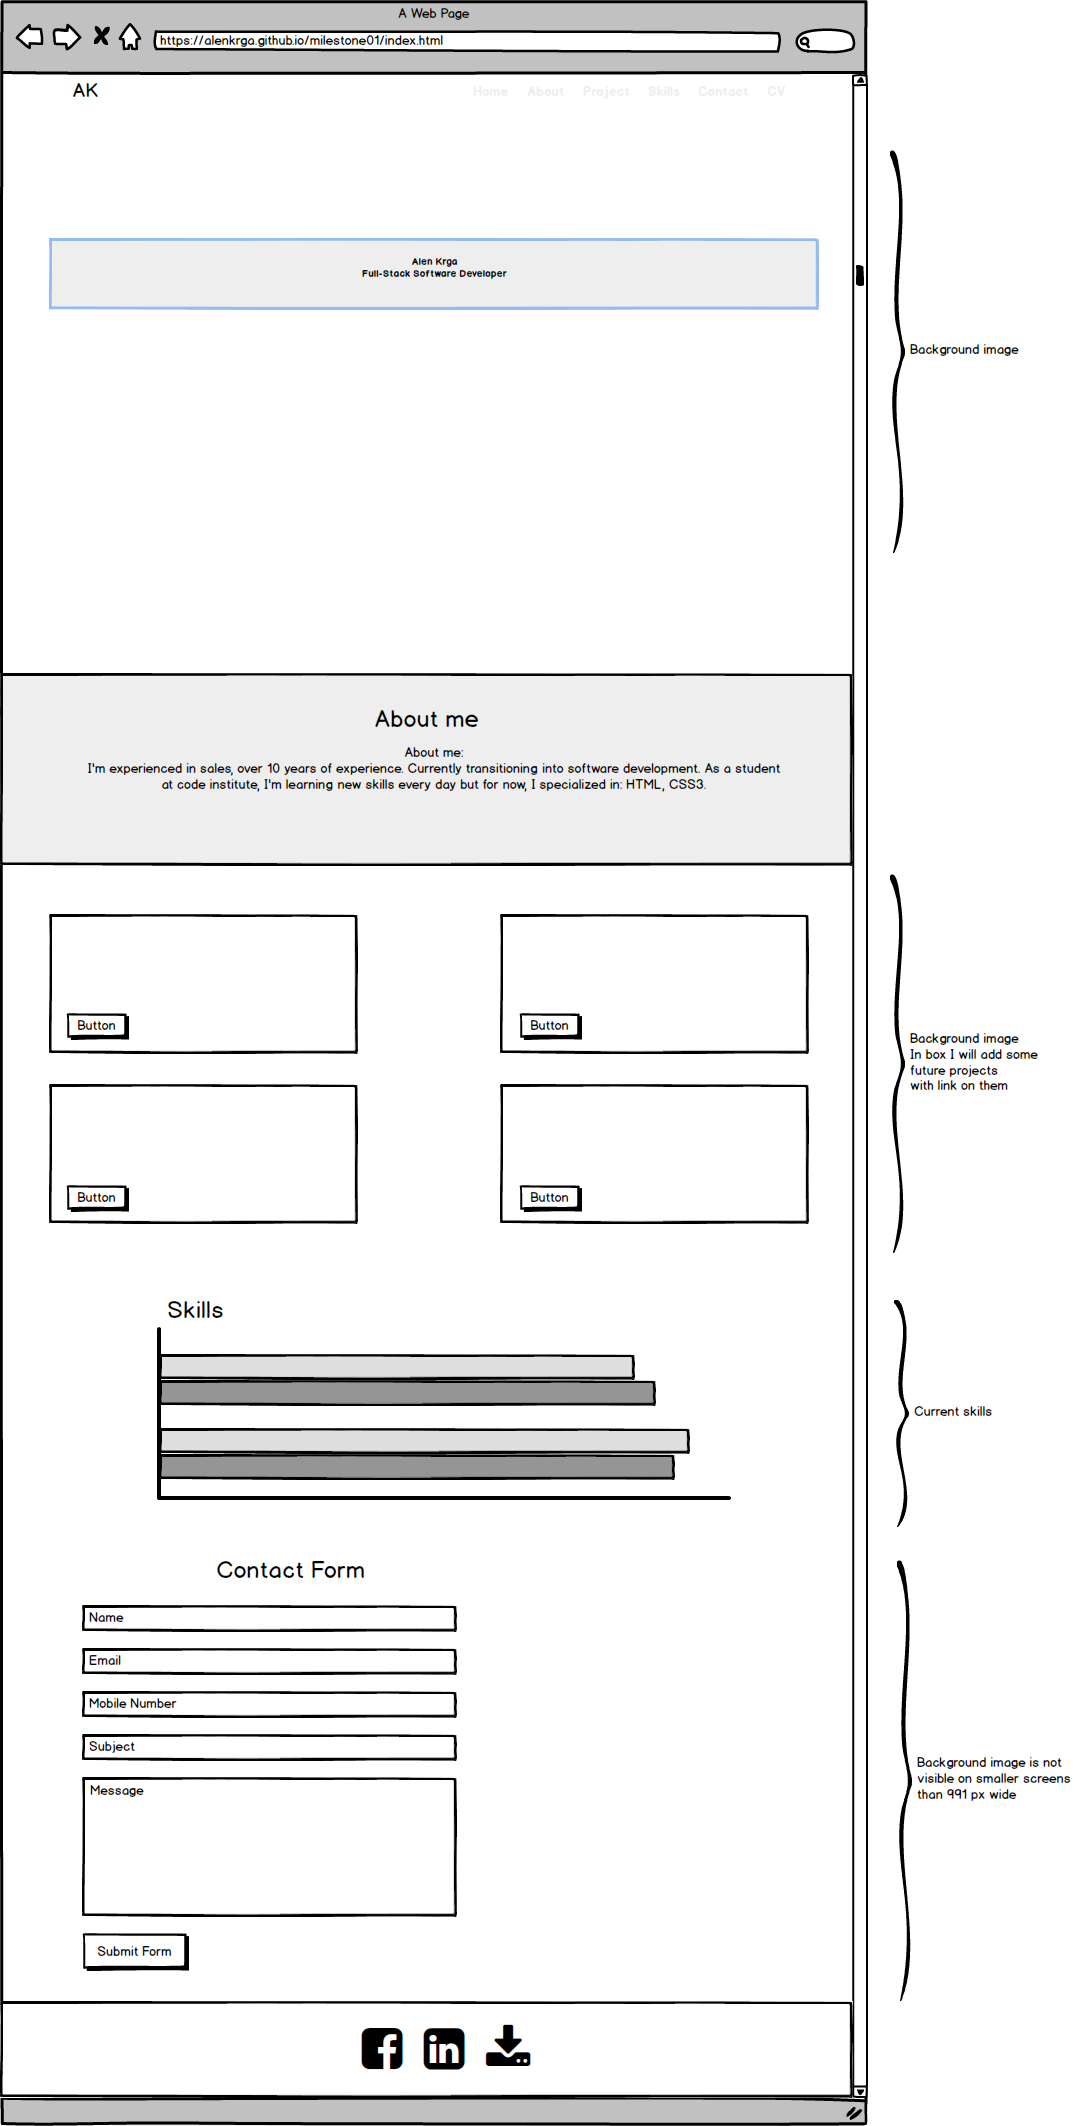 A Web Page
https://alenkrga.github.io/milestone01/index.html
AK
Home About Project Skills Contact CV
Alen Krga
Full-Stack Software Developer
Background image
About me
About me:
I'm experienced in sales, over 10 years of experience. Currently transitioning into software development. As a student
at code institute, I'm learning new skills every day but for now, I specialized in: HTML, CSS3.
Button
Button
Background image
In box I will add some
future projects
with link on them
Button
Button
Skills
Current skills
Contact Form
Name
Email
Mobile Number
Subject
Message
Background image is not
visible on smaller screens
than 991 px wide
Submit Form
f in